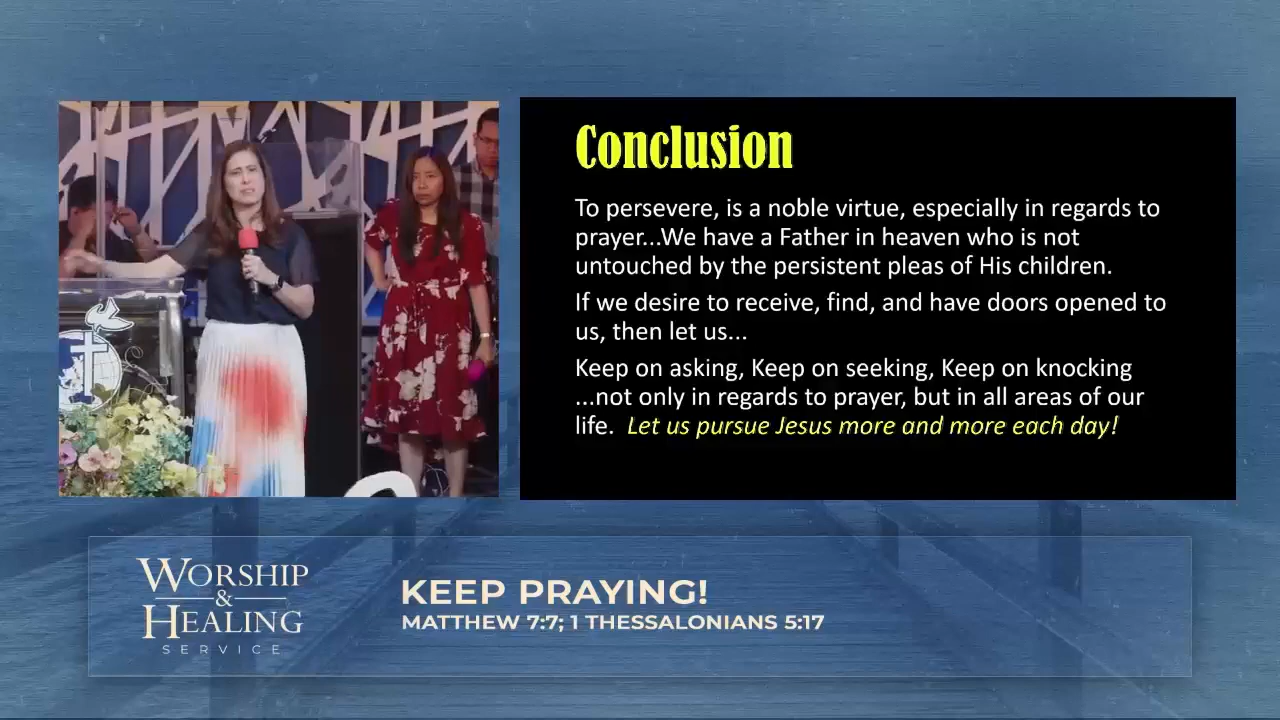 Conclusion
To persevere, is a noble virtue, especially in regards to
prayer...We have a Father in heaven who is not
untouched by the persistent pleas of His children.
If we desire to receive, find, and have doors opened to
us, then let us...
Keep on asking, Keep on seeking, Keep on knocking
...not only in regards to prayer, but in all areas of our
life. Let us pursue Jesus more and more each day!
WORSHIP
&
HEALING
SERVICE
KEEP PRAYING!
MATTHEW 7:7; 1 THESSALONIANS 5:17